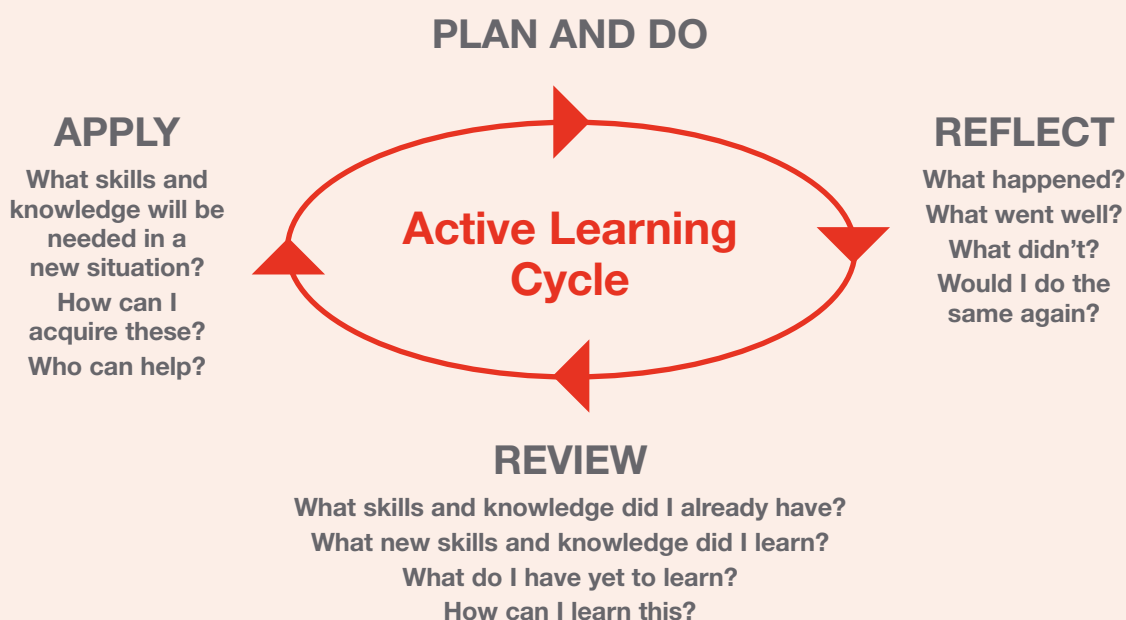 PLAN AND DO
APPLY
What skills and
knowledge will be
needed in a
new situation?
How can I
acquire these?
Who can help?
Active Learning
Cycle
REFLECT
What happened?
What went well?
What didn’t?
Would I do the
same again?
REVIEW
What skills and knowledge did I already have?
What new skills and knowledge did I learn?
What do I have yet to learn?
How can I learn this?